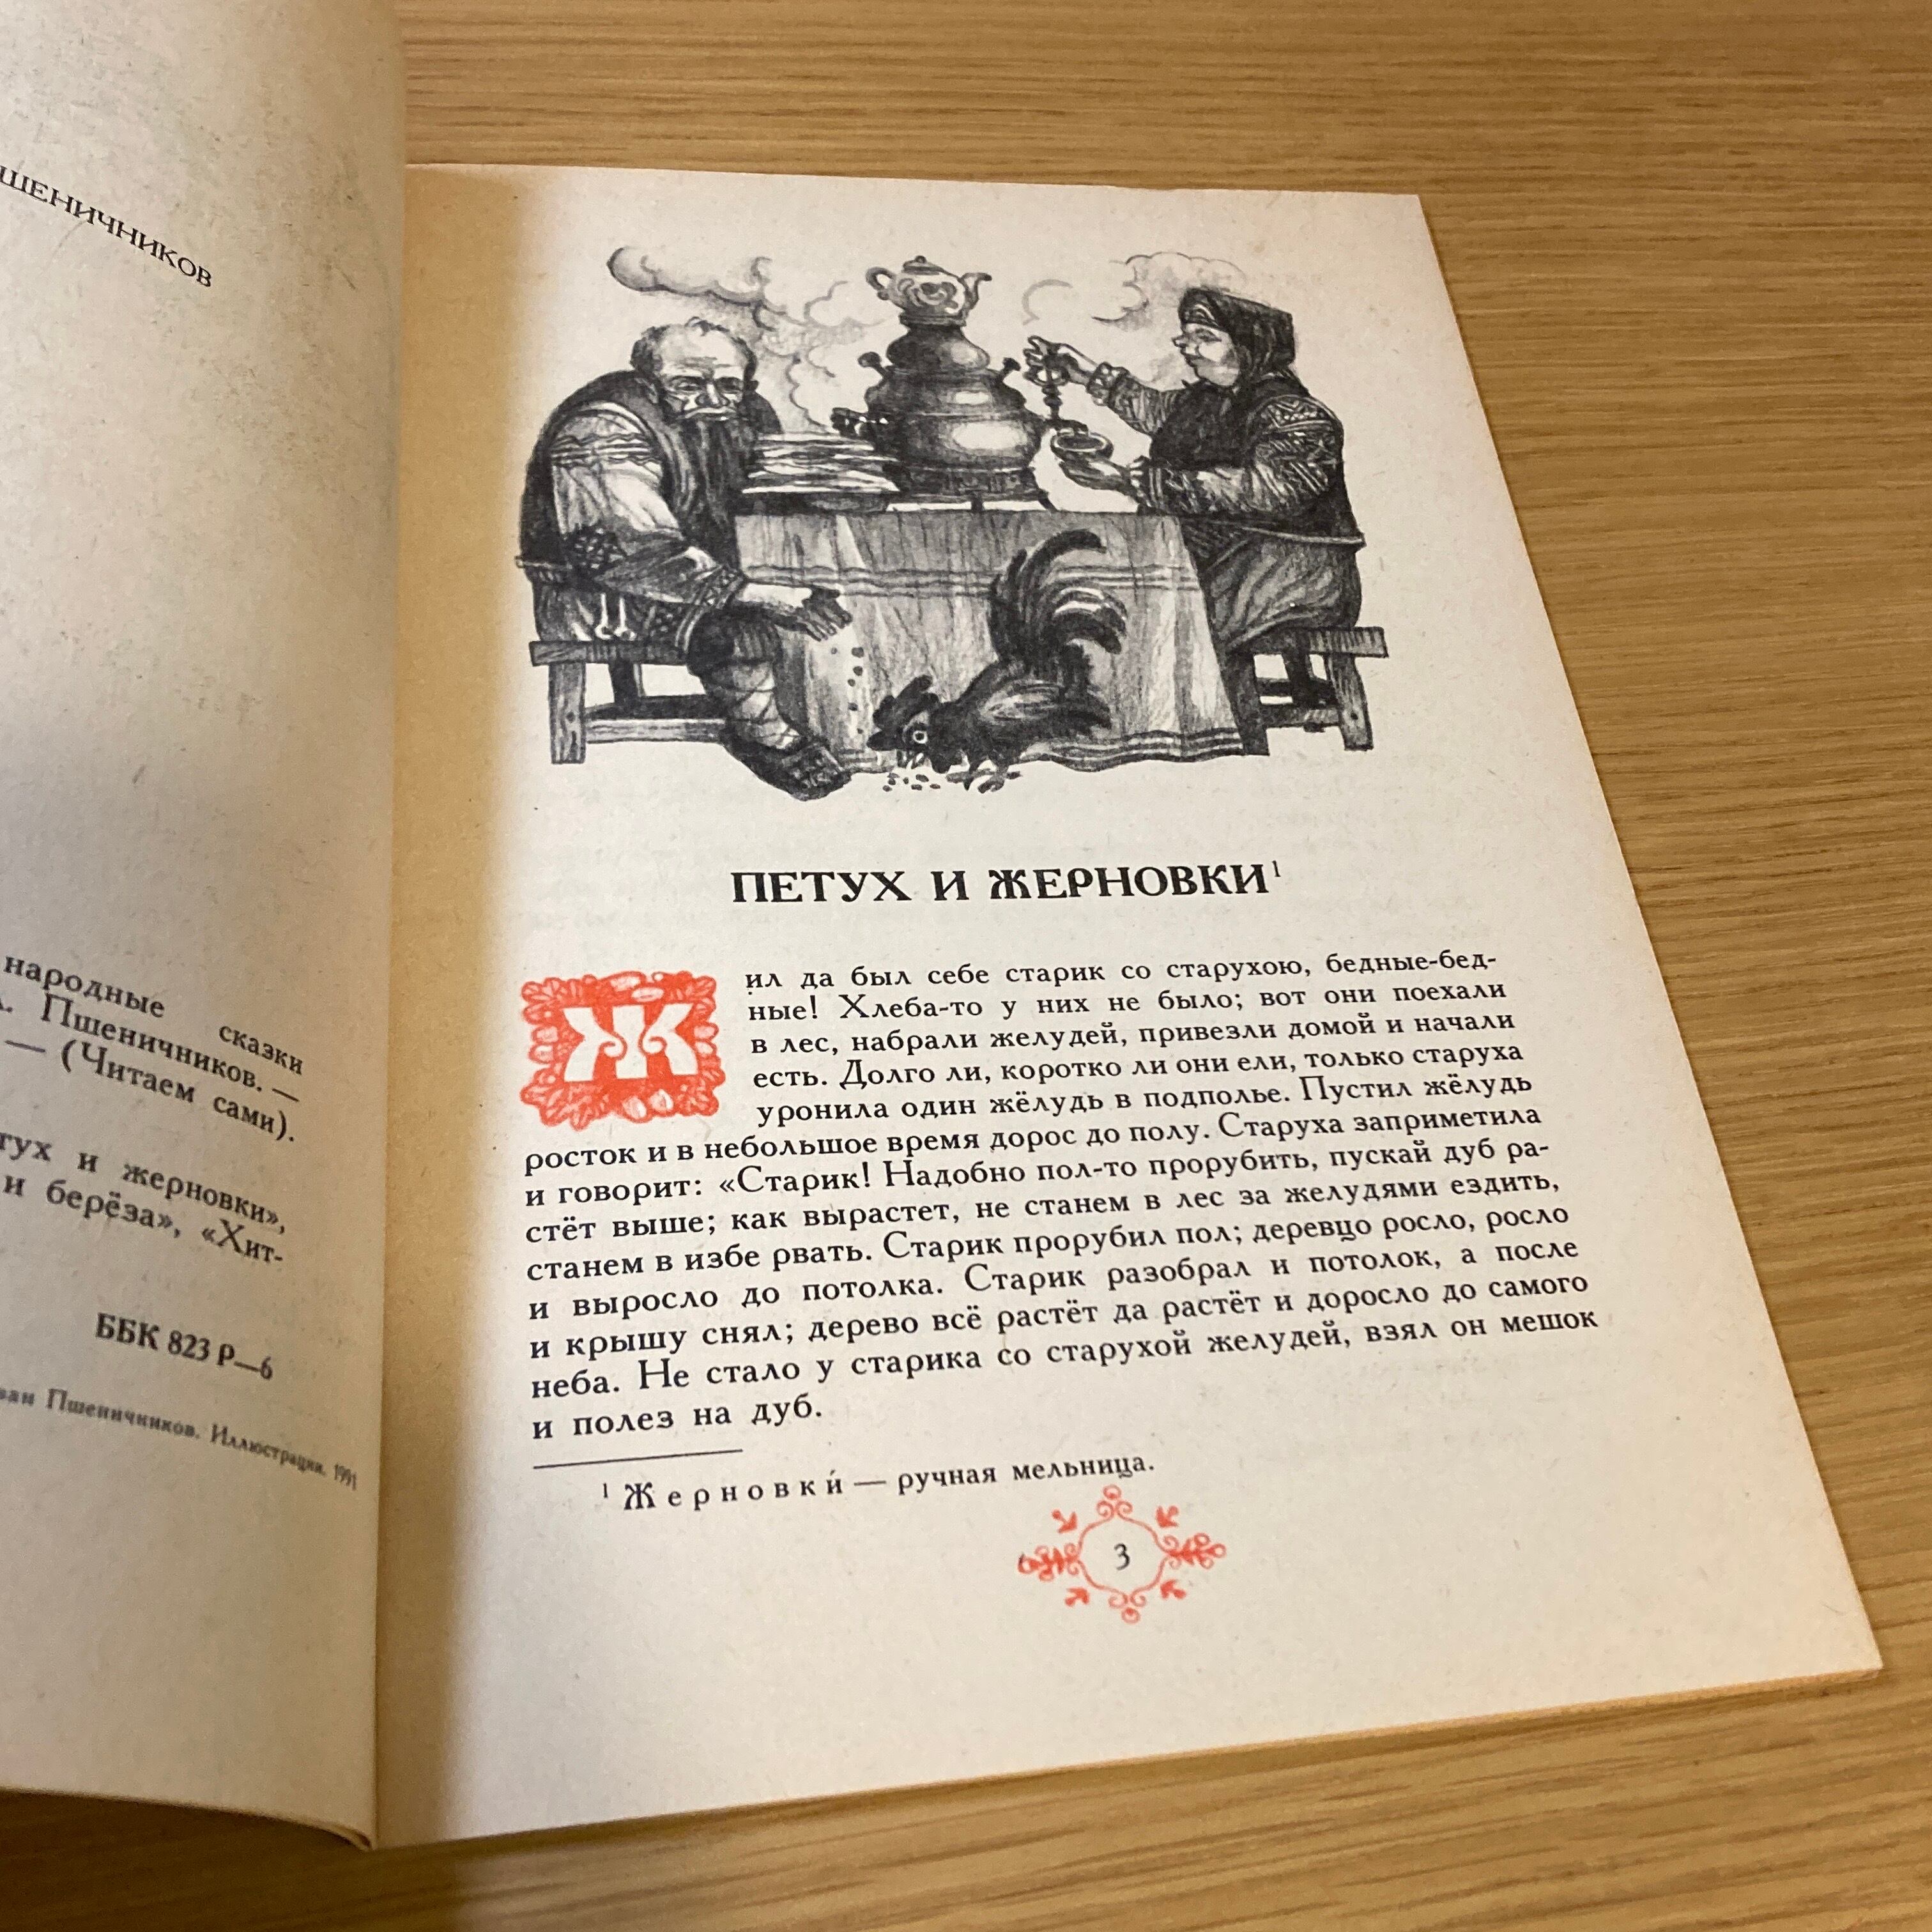 ШЕНИЧНИКОВ
народные сказки
Пшеничников. —
— (Читаем сами).
и жерновки»,
и берёза», «Хит-
ББК 823 Р—6
Пшеничников. Иллюстрации. 1991
ПЕТУХ И ЖЕРНОВКИ¹
Жил да был себе старик со старухою, бедные-бед-
ные! Хлеба-то у них не было; вот они поехали
в лес, набрали желудей, привезли домой и начали
есть. Долго ли, коротко ли они ели, только старуха
уронила один жёлудь в подполье. Пустил жёлудь
росток и в небольшое время дорос до полу. Старуха заприметила
и говорит: «Старик! Надобно пол-то прорубить, пускай дуб ра-
стёт выше; как вырастет, не станем в лес за желудями ездить,
станем в избе рвать. Старик прорубил пол; деревцо росло, росло
и выросло до потолка. Старик разобрал и потолок, а после
и крышу снял; дерево всё растёт да растёт и доросло до самого
неба. Не стало у старика со старухой желудей, взял он мешок
и полез на дуб.
¹ Жерновки́ — ручная мельница.
3